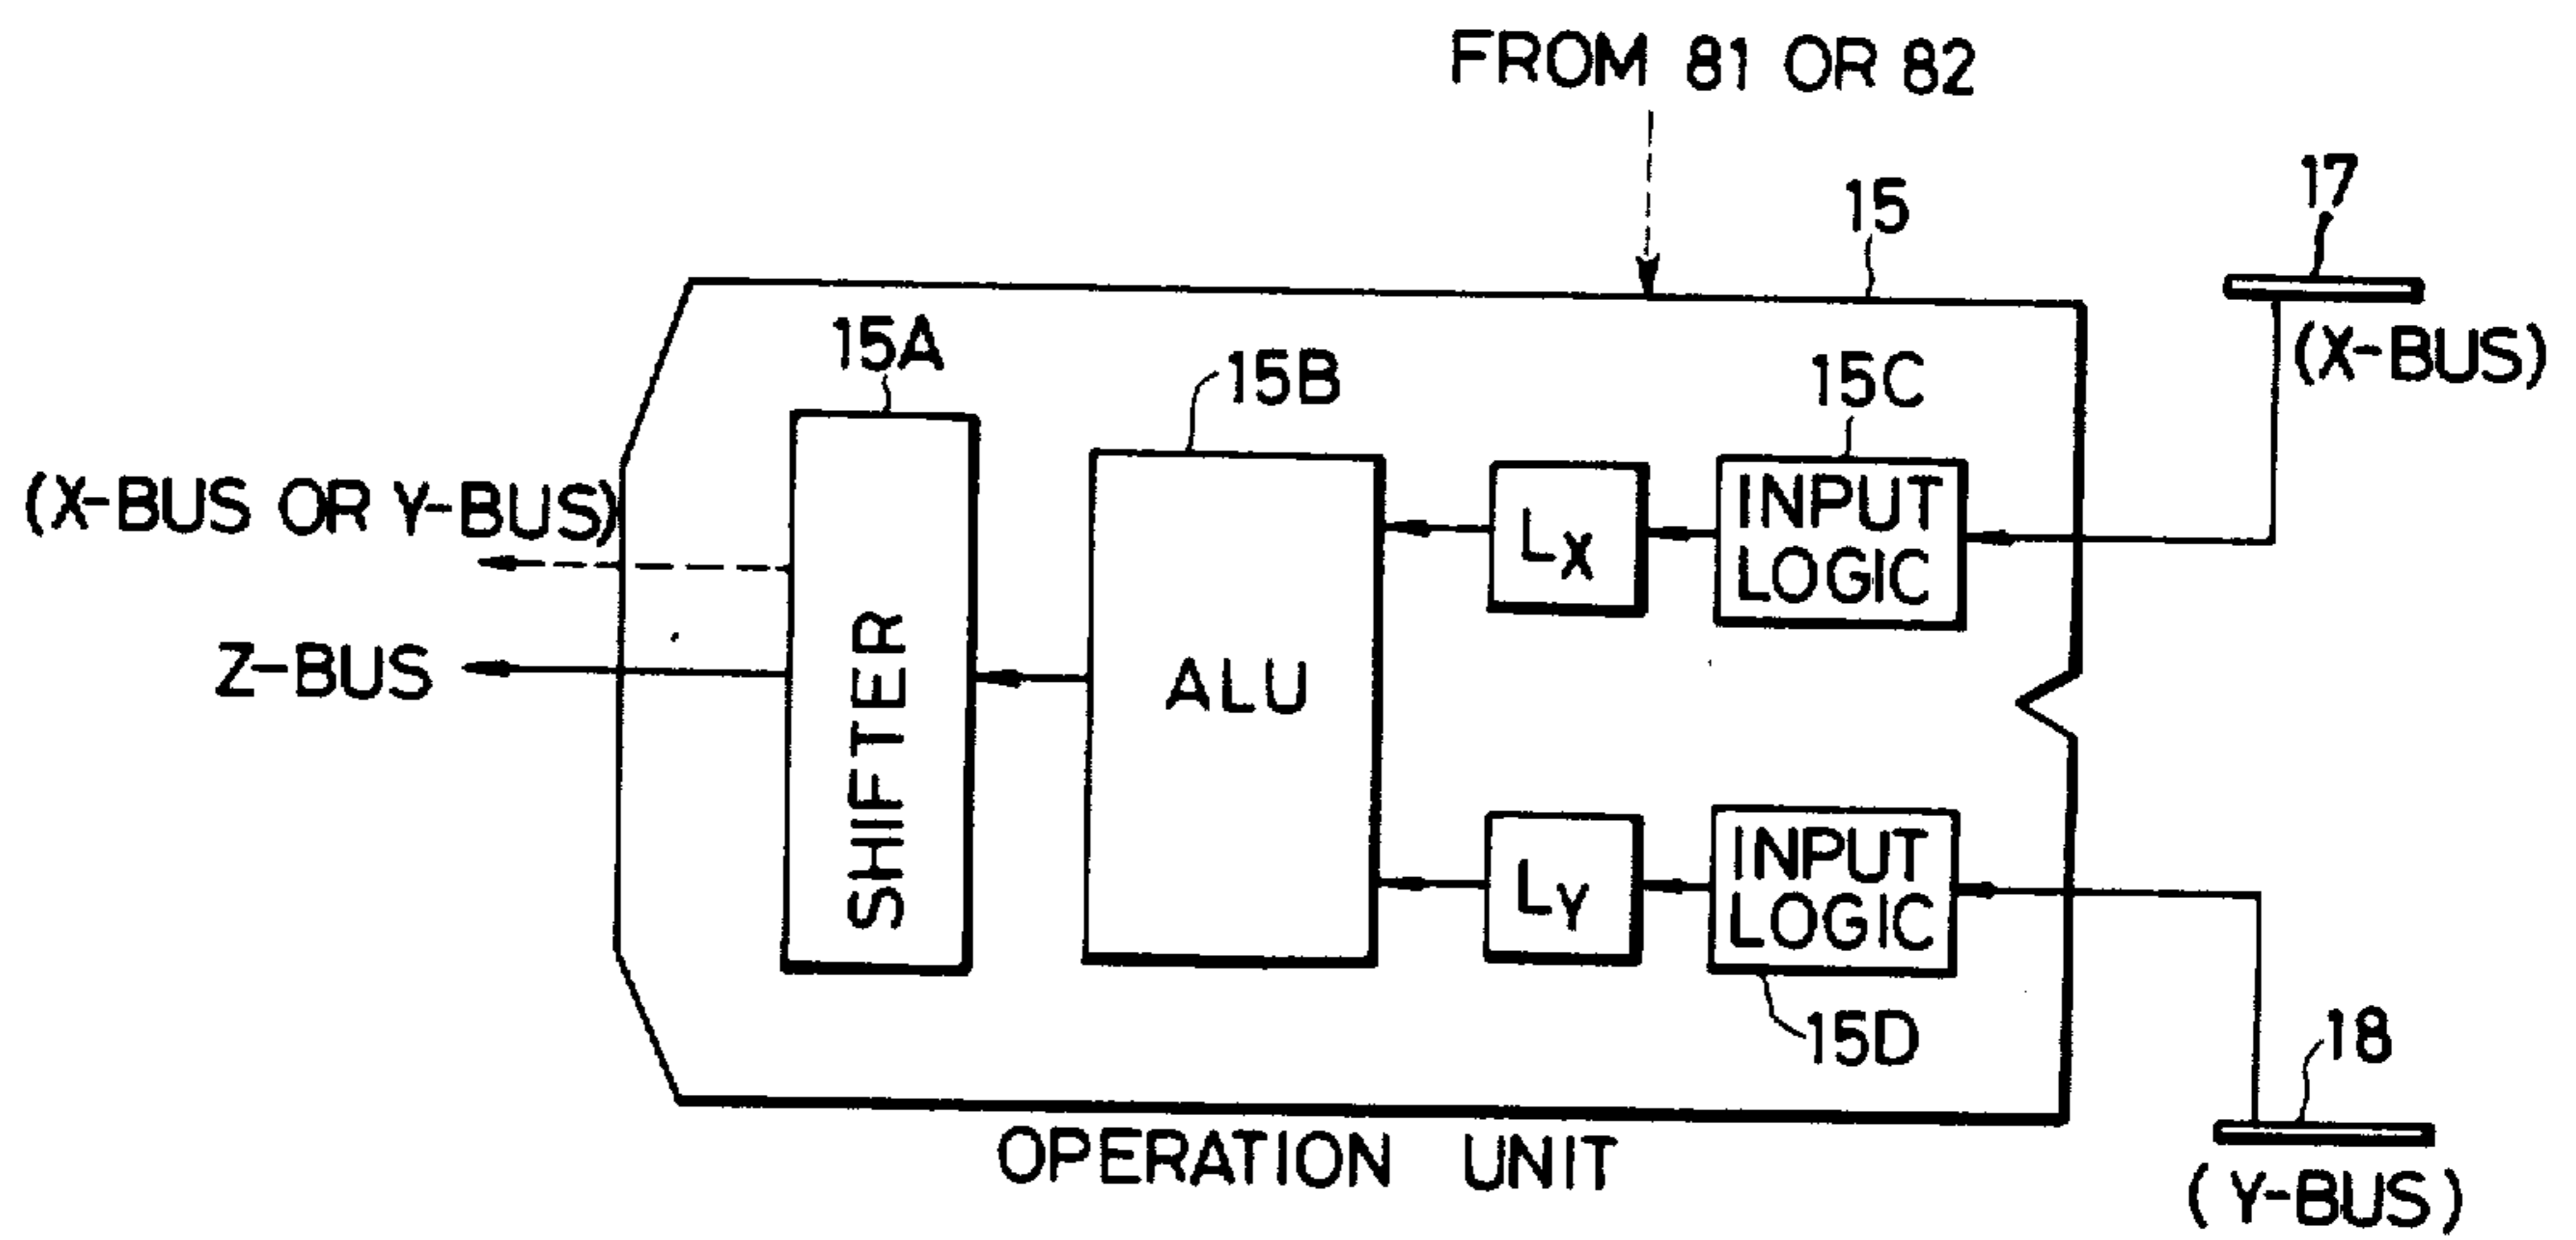 FROM 81 OR 82
17
15
(X-BUS)
15A
15B
15C
(X-BUS OR Y-BUS)
INPUT
LOGIC
LX
Z-BUS
SHIFTER
ALU
INPUT
LOGIC
LY
15D
18
OPERATION UNIT
(Y-BUS)